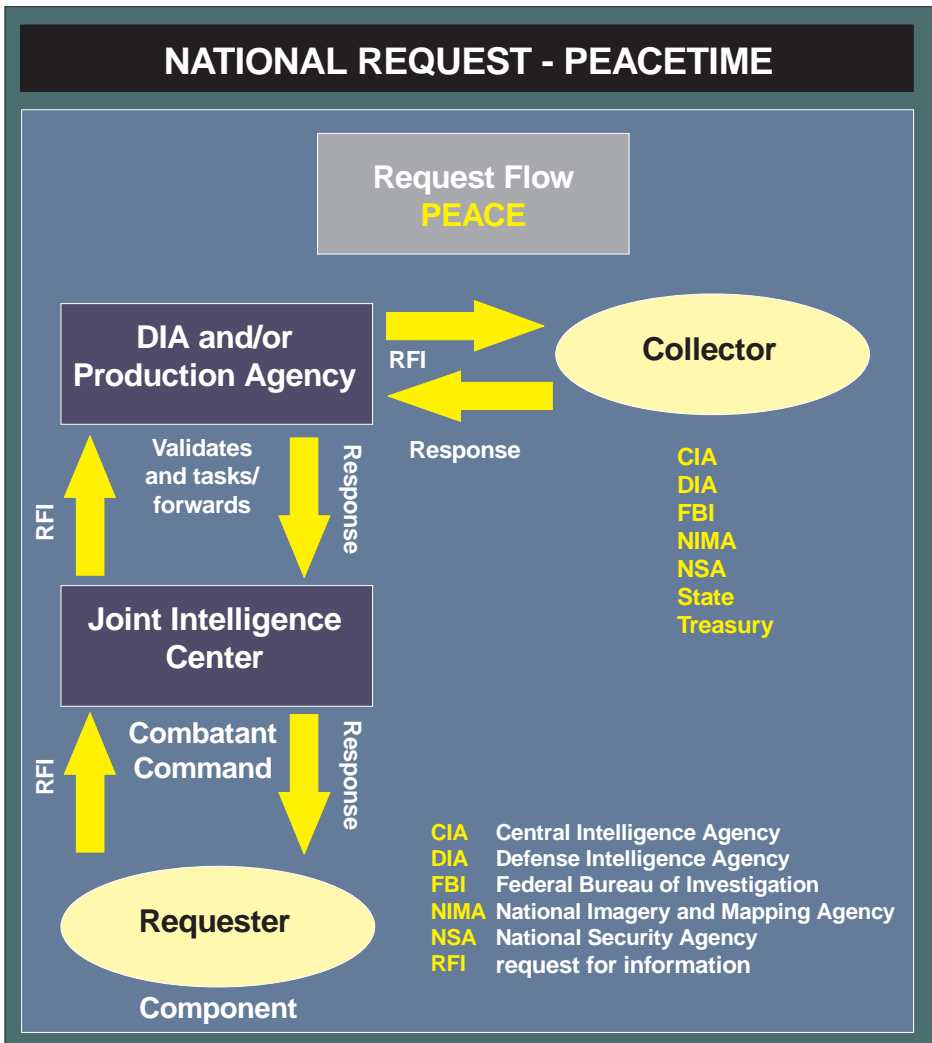 NATIONAL REQUEST - PEACETIME
Request Flow
PEACE
DIA and/or
Production Agency
RFI
Collector
Response
Validates
and tasks/
forwards
RFI
Response
CIA
DIA
FBI
NIMA
NSA
State
Treasury
Joint Intelligence
Center
Combatant
Command
RFI
Response
Requester
Component
CIA Central Intelligence Agency
DIA Defense Intelligence Agency
FBI Federal Bureau of Investigation
NIMA National Imagery and Mapping Agency
NSA National Security Agency
RFI request for information